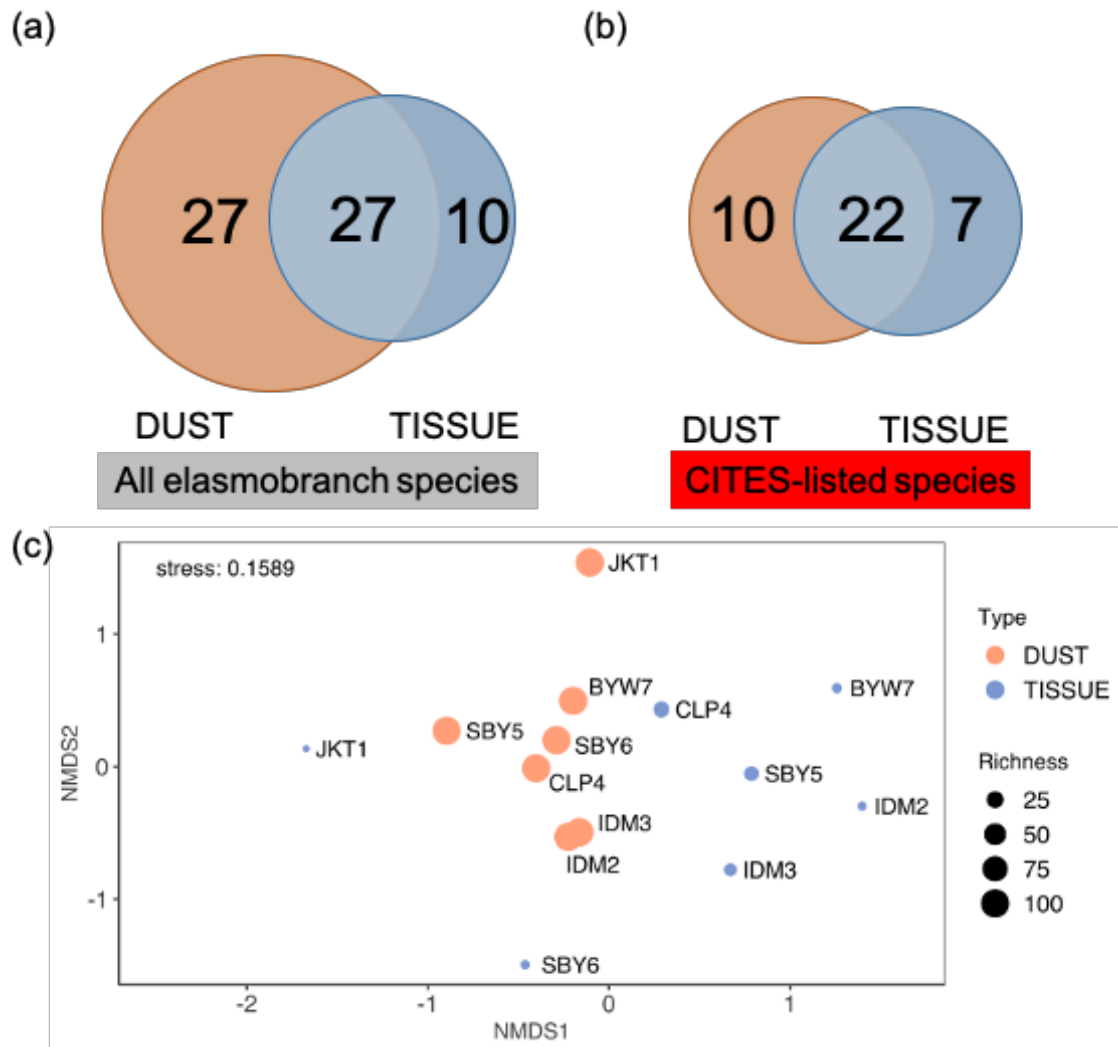 (a)
(b)
27
27
10
10
22
7
DUST
TISSUE
DUST
TISSUE
All elasmobranch species
CITES-listed species
(c)
stress: 0.1589
JKT1
BYW7
CLP4
BYW7
SBY5
SBY6
JKT1
CLP4
SBY5
IDM2
IDM3
IDM2
IDM3
SBY6
1
0
-1
NMDS2
-2
-1
0
1
NMDS1
Type
DUST
TISSUE
Richness
25
50
75
100